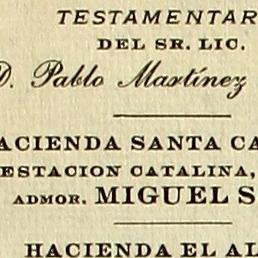 TESTAMENTAR
DEL SR. LIC.
D. Pablo Martínez
ACIENDA SANTA CA
ESTACION CATALINA,
ADMOR. MIGUEL S
HACIENDA EL AL